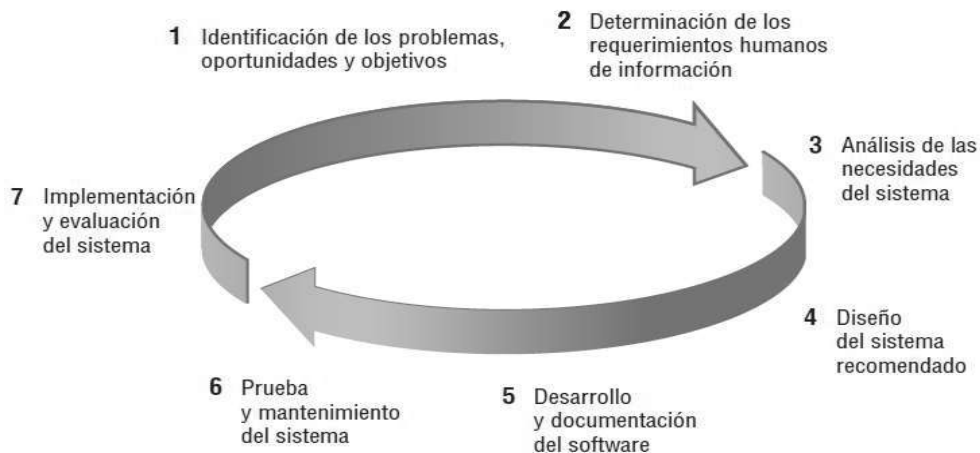 1 Identificación de los problemas,
oportunidades y objetivos
2 Determinación de los
requerimientos humanos
de información
3 Análisis de las
necesidades
del sistema
4 Diseño
del sistema
recomendado
5 Desarrollo
y documentación
del software
6 Prueba
y mantenimiento
del sistema
7 Implementación
y evaluación
del sistema